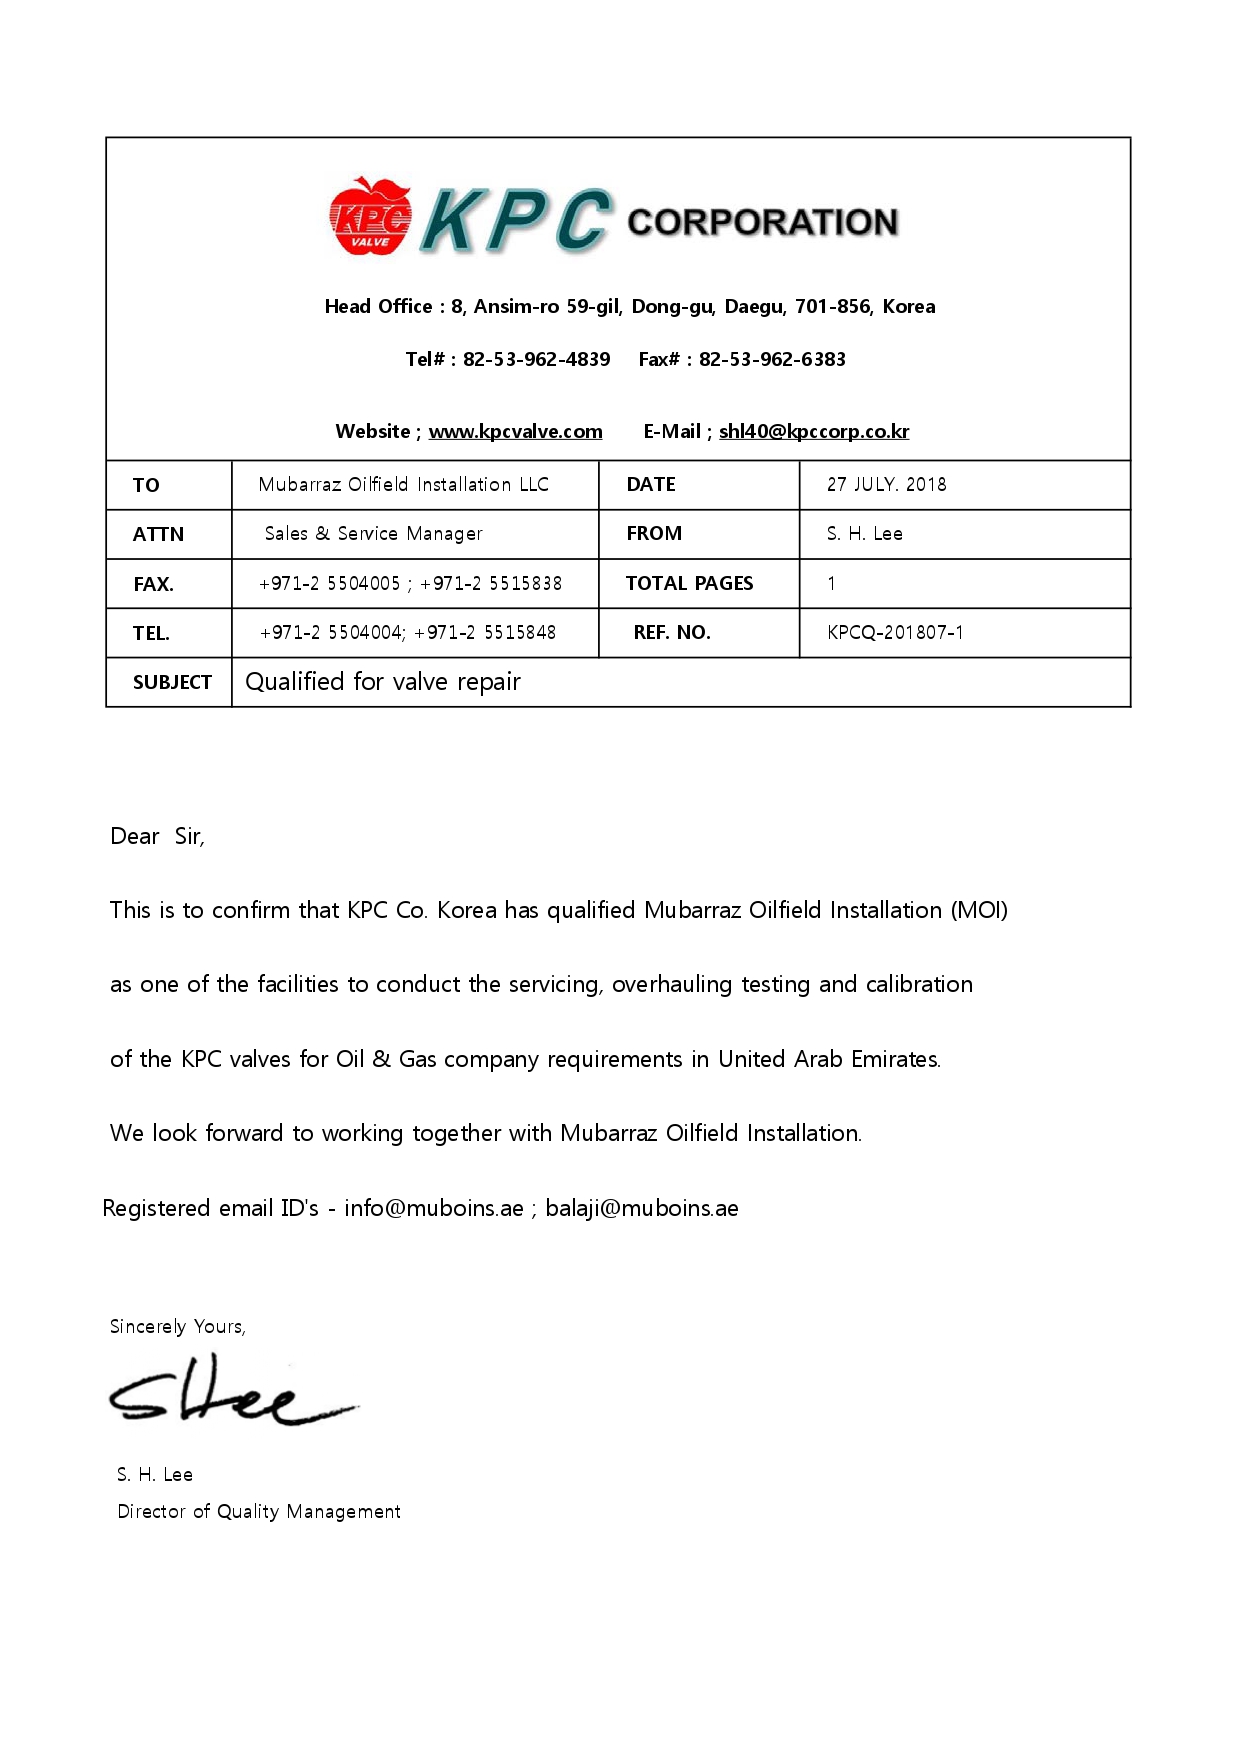 KPC
VALVE
KPC CORPORATION
Head Office : 8, Ansim-ro 59-gil, Dong-gu, Daegu, 701-856, Korea
Tel# : 82-53-962-4839 Fax# : 82-53-962-6383
Website ; www.kpcvalve.com E-Mail ; shl40@kpccorp.co.kr
TO Mubarraz Oilfield Installation LLC DATE 27 JULY. 2018
ATTN Sales & Service Manager FROM S. H. Lee
FAX. +971-2 5504005 ; +971-2 5515838 TOTAL PAGES 1
TEL. +971-2 5504004; +971-2 5515848 REF. NO. KPCQ-201807-1
SUBJECT Qualified for valve repair
Dear Sir,
This is to confirm that KPC Co. Korea has qualified Mubarraz Oilfield Installation (MOI)
as one of the facilities to conduct the servicing, overhauling testing and calibration
of the KPC valves for Oil & Gas company requirements in United Arab Emirates.
We look forward to working together with Mubarraz Oilfield Installation.
Registered email ID's - info@muboins.ae ; balaji@muboins.ae
Sincerely Yours,
SHee
S. H. Lee
Director of Quality Management